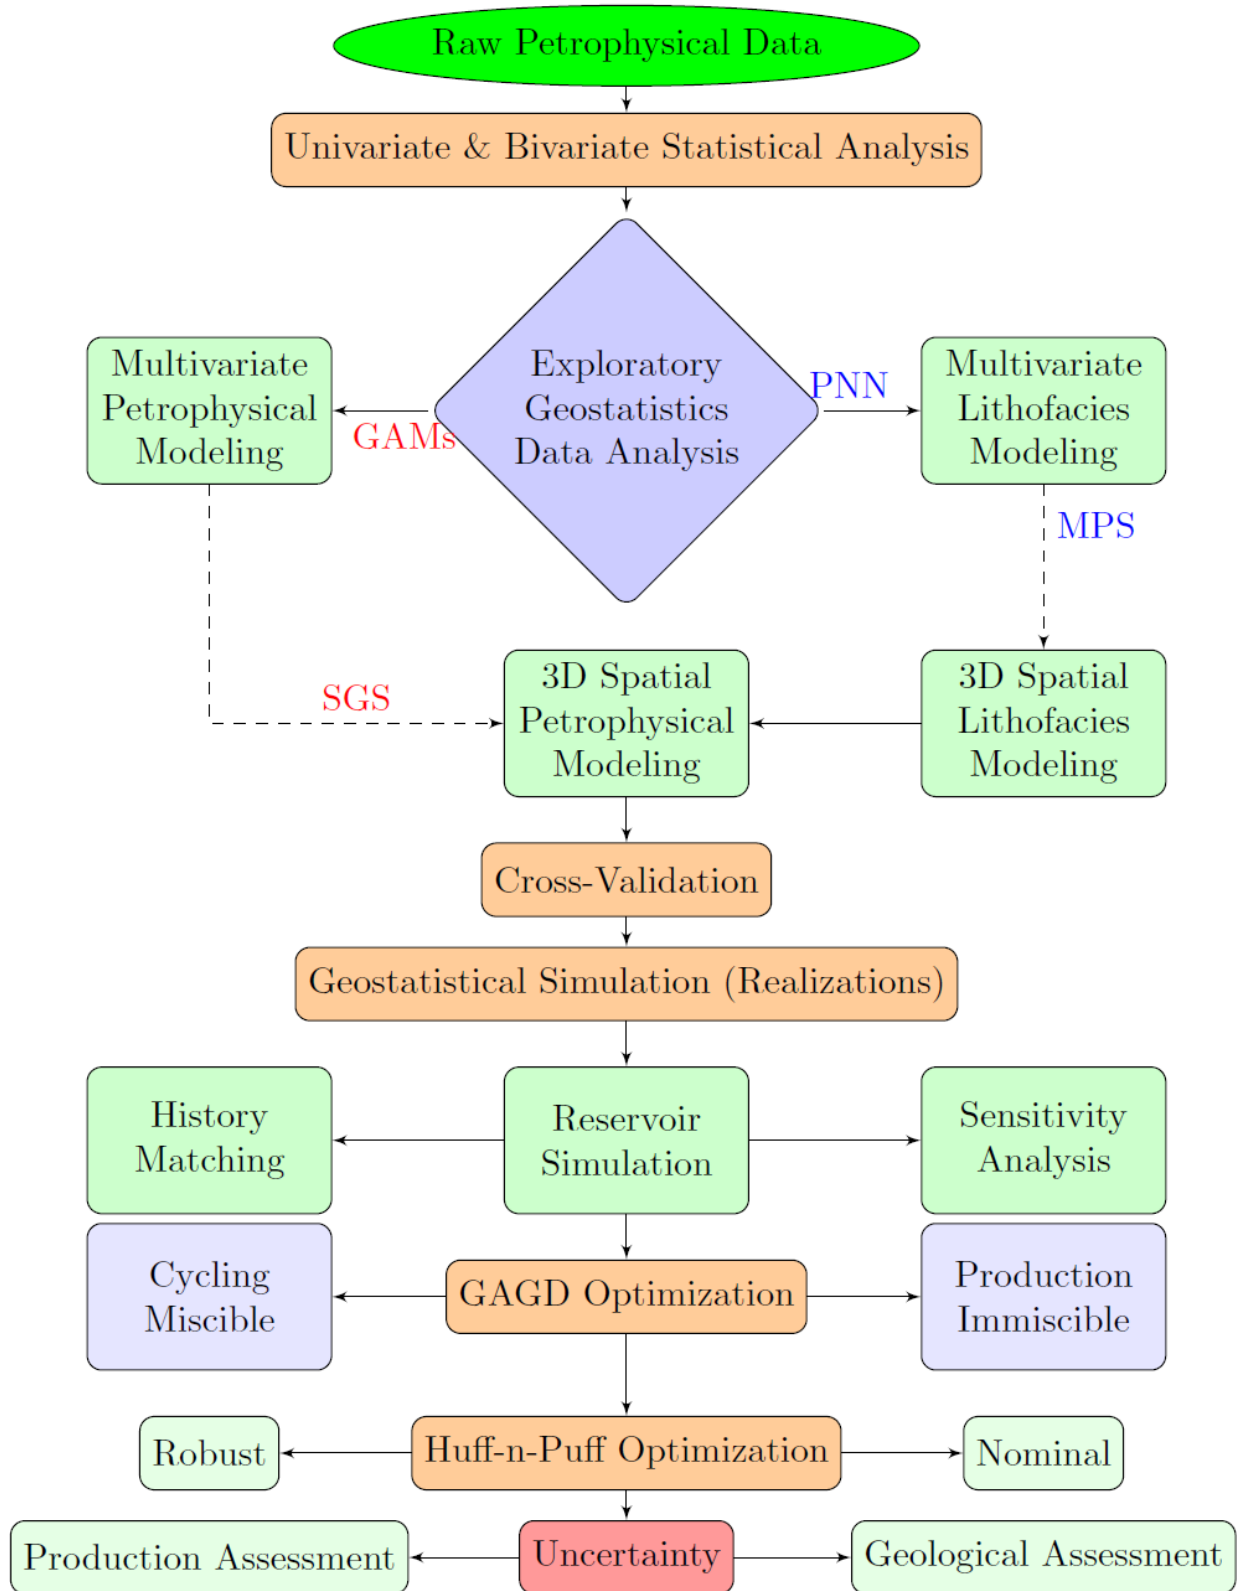 Raw Petrophysical Data
Univariate & Bivariate Statistical Analysis
Multivariate
Petrophysical
Modeling
GAMs
Exploratory
Geostatistics
Data Analysis
PNN
Multivariate
Lithofacies
Modeling
MPS
SGS
3D Spatial
Petrophysical
Modeling
3D Spatial
Lithofacies
Modeling
Cross-Validation
Geostatistical Simulation (Realizations)
History
Matching
Reservoir
Simulation
Sensitivity
Analysis
Cycling
Miscible
GAGD Optimization
Production
Immiscible
Robust
Huff-n-Puff Optimization
Nominal
Production Assessment
Uncertainty
Geological Assessment